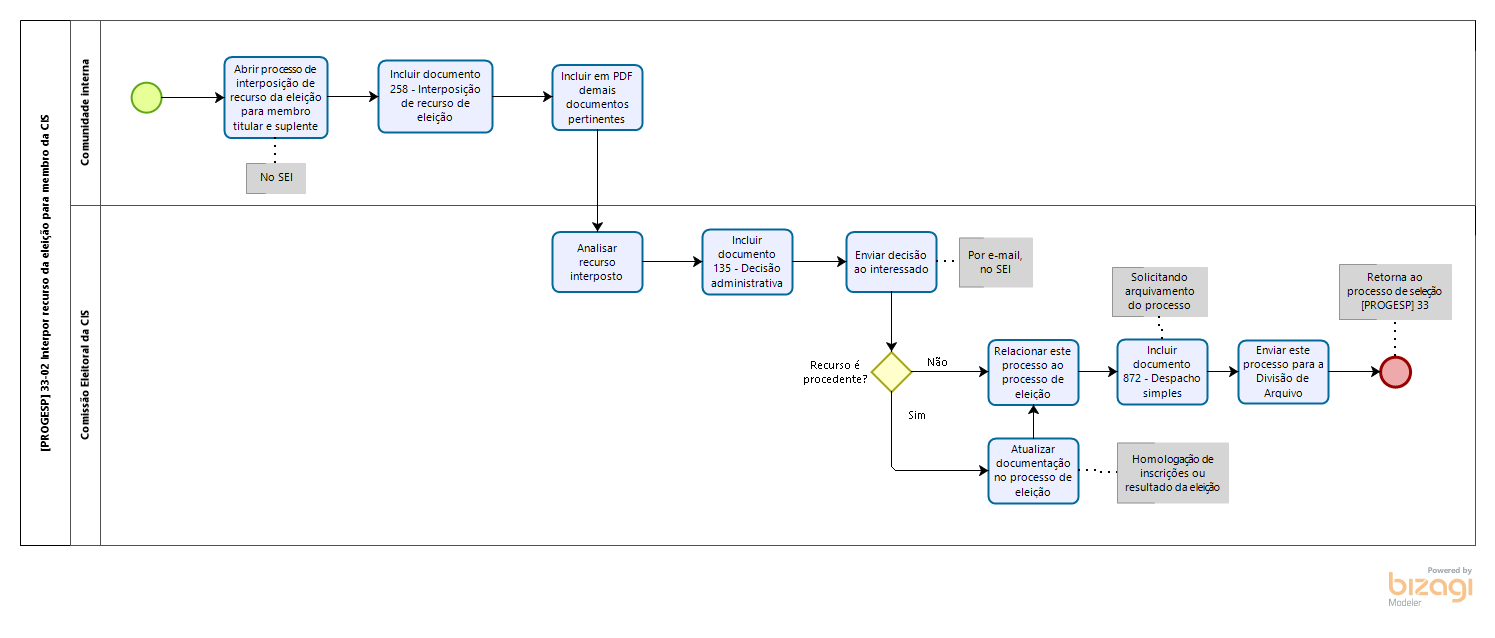 [PROGESP] 33-02 Interpor recurso da eleição para membro da CIS
Comunidade interna
Abrir processo de
interposição de
recurso da eleição
para membro
titular e suplente
No SEI
Incluir documento
258 - Interposição
de recurso de
eleição
Incluir em PDF
demais
documentos
pertinentes
Comissão Eleitoral da CIS
Analisar
recurso
interposto
Incluir
documento
135 - Decisão
administrativa
Enviar decisão
ao interessado
Por e-mail,
no SEI
Recurso é
procedente?
Não
Sim
Relacionar este
processo ao
processo de
eleição
Solicitando
arquivamento
do processo
Incluir
documento
872 - Despacho
simples
Enviar este
processo para a
Divisão de
Arquivo
Retorna ao
processo de seleção
[PROGESP] 33
Atualizar
documentação
no processo de
eleição
Homologação de
inscrições ou
resultado da eleição
Powered by
bizagi
Modeler